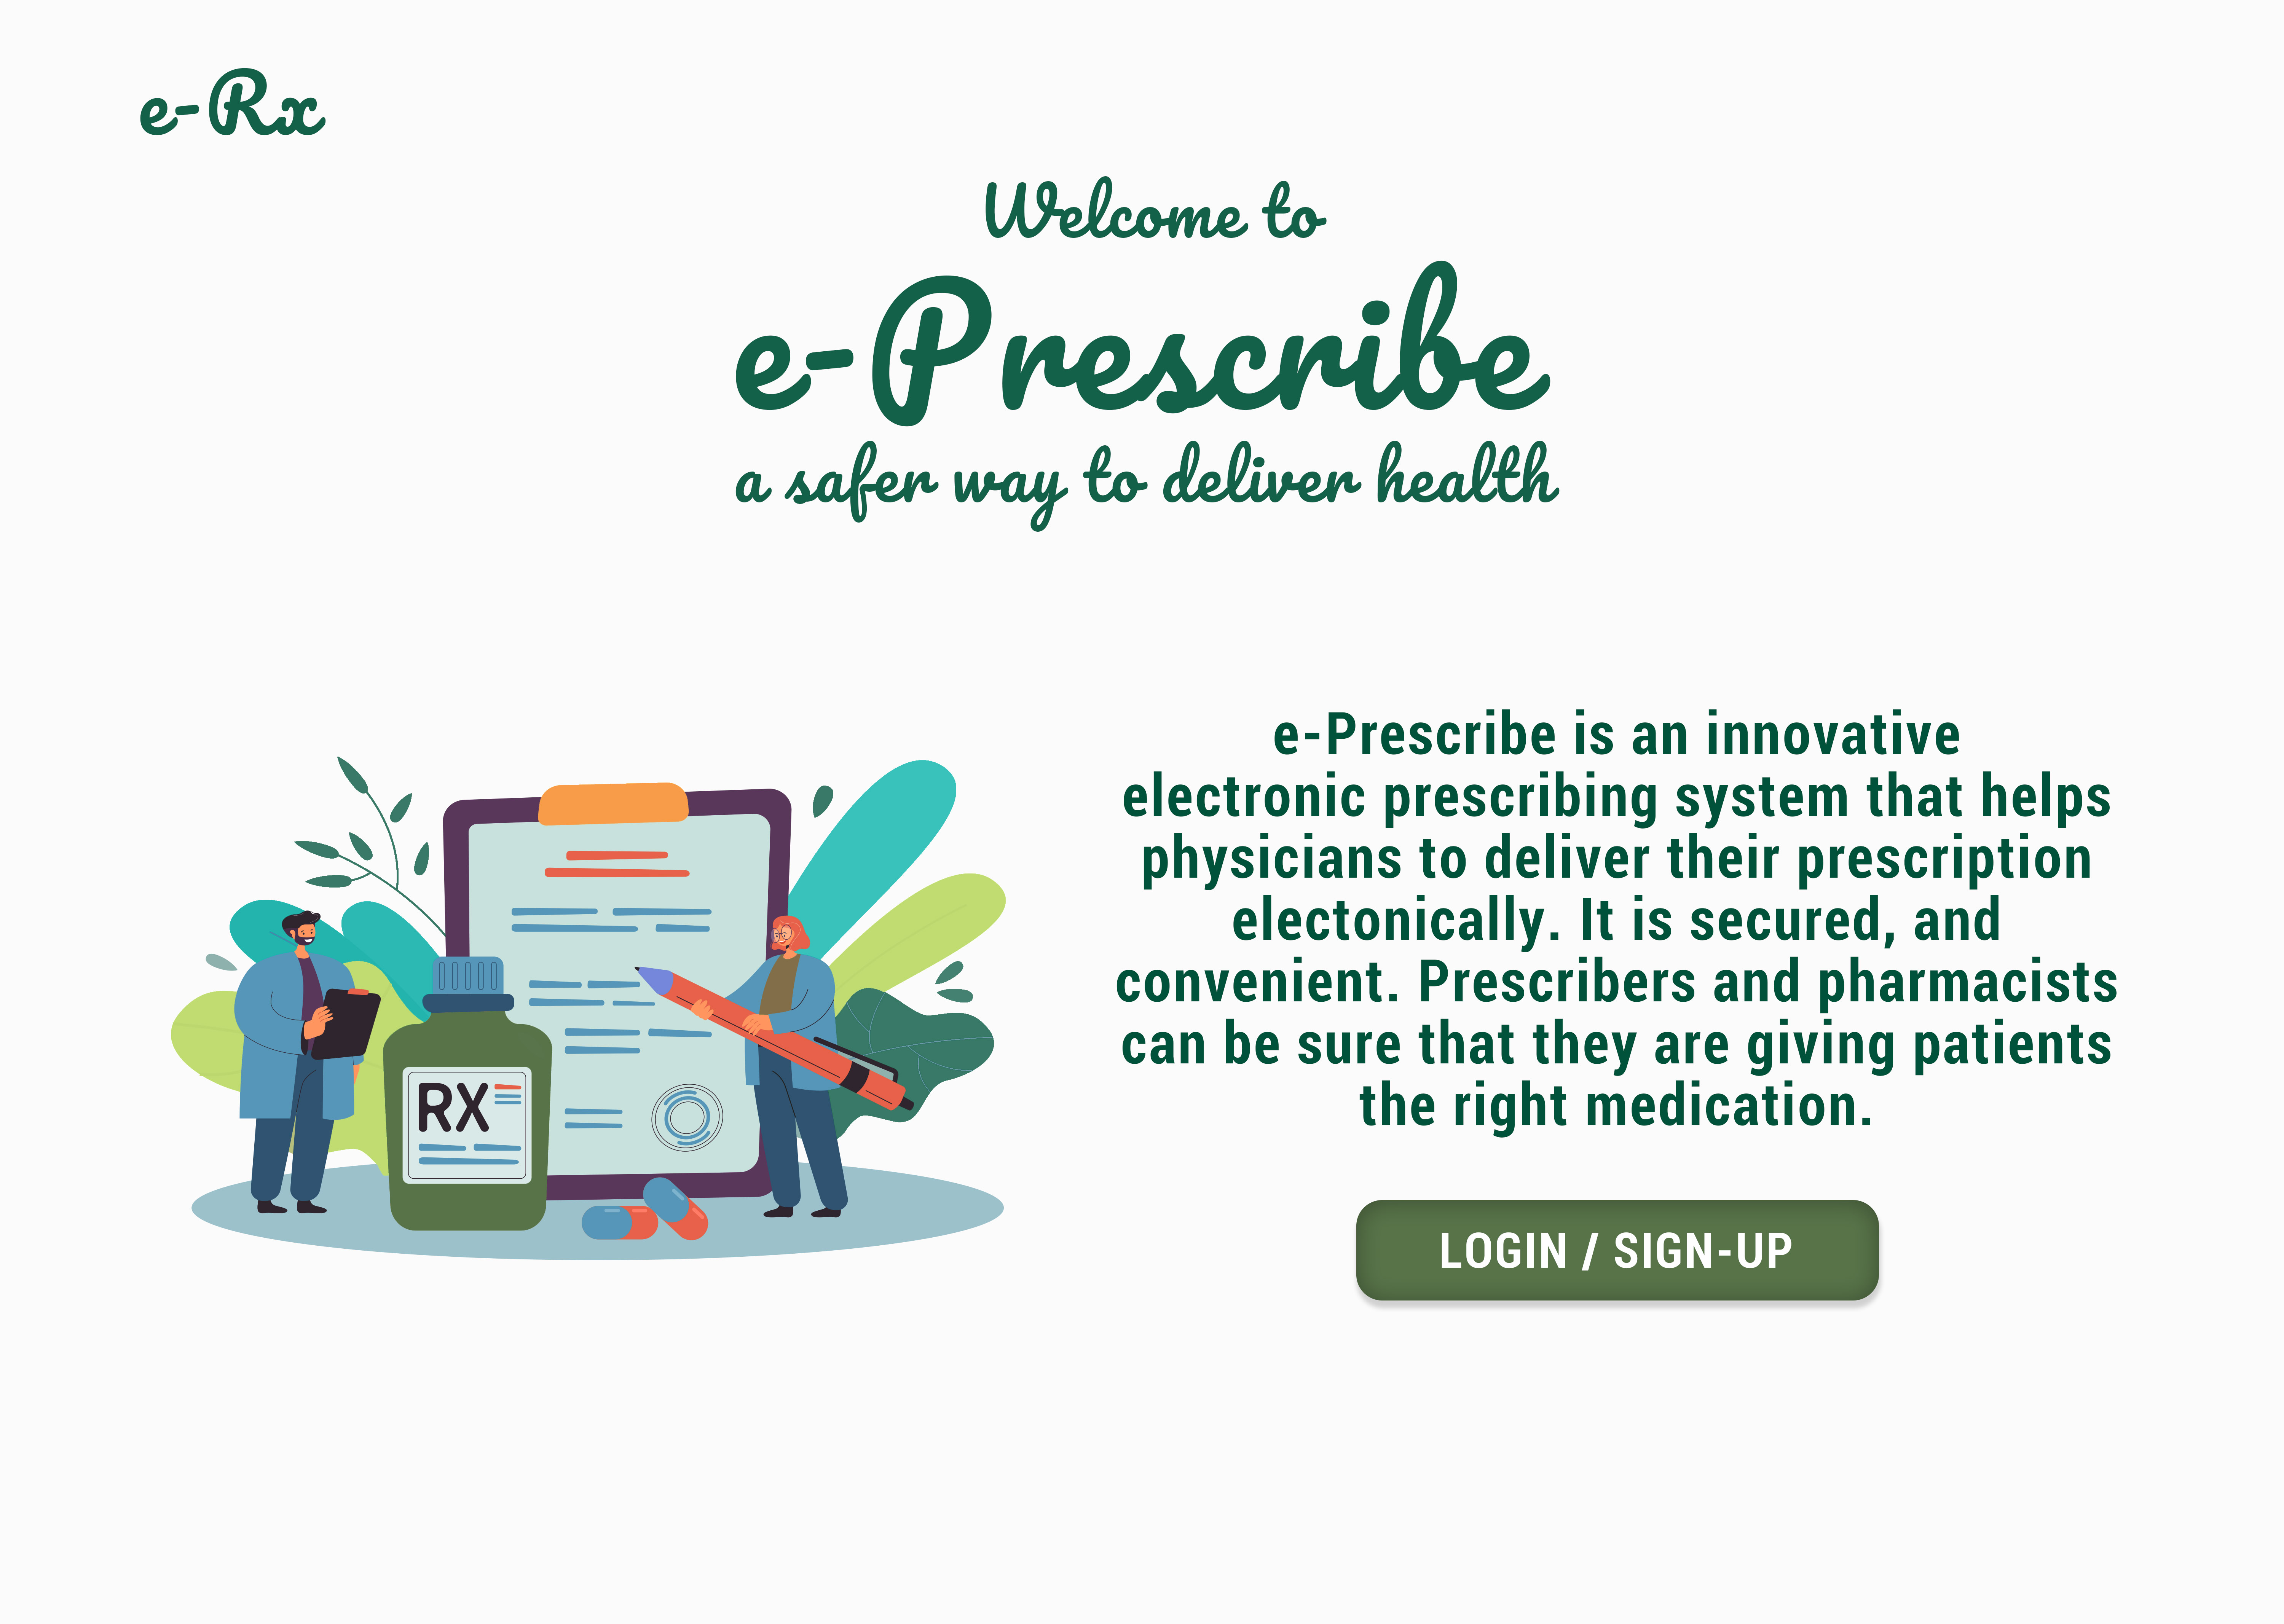 e-Rx
Welcome to
e-Prescribe
a safer way to deliver health
e-Prescribe is an innovative
electronic prescribing system that helps
physicians to deliver their prescription
electonically. It is secured, and
convenient. Prescribers and pharmacists
can be sure that they are giving patients
the right medication.
RX
LOGIN / SIGN-UP